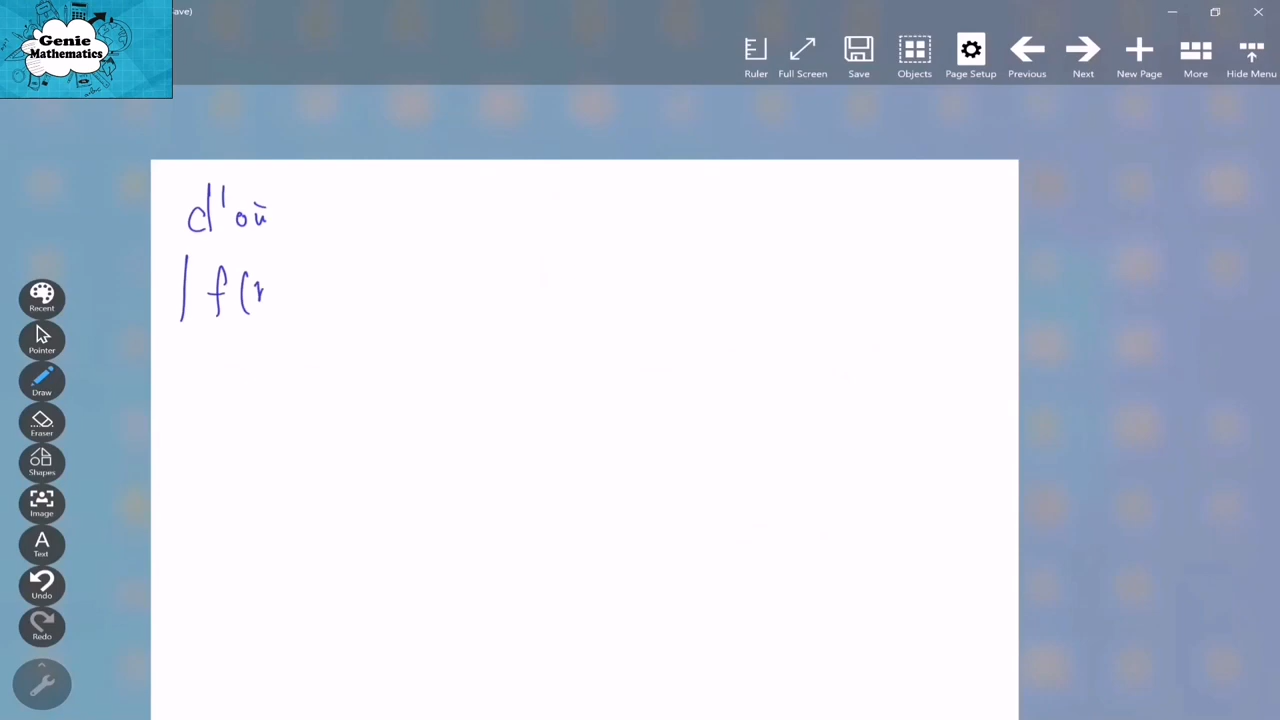 Genie
Mathematics
ave)
Ruler
Full Screen
Save
Objects
Page Setup
Previous
Next
New Page
More
Hide Menu
d'où
| f(
Recent
Pointer
Draw
Eraser
Shapes
Image
A
Text
Undo
Redo